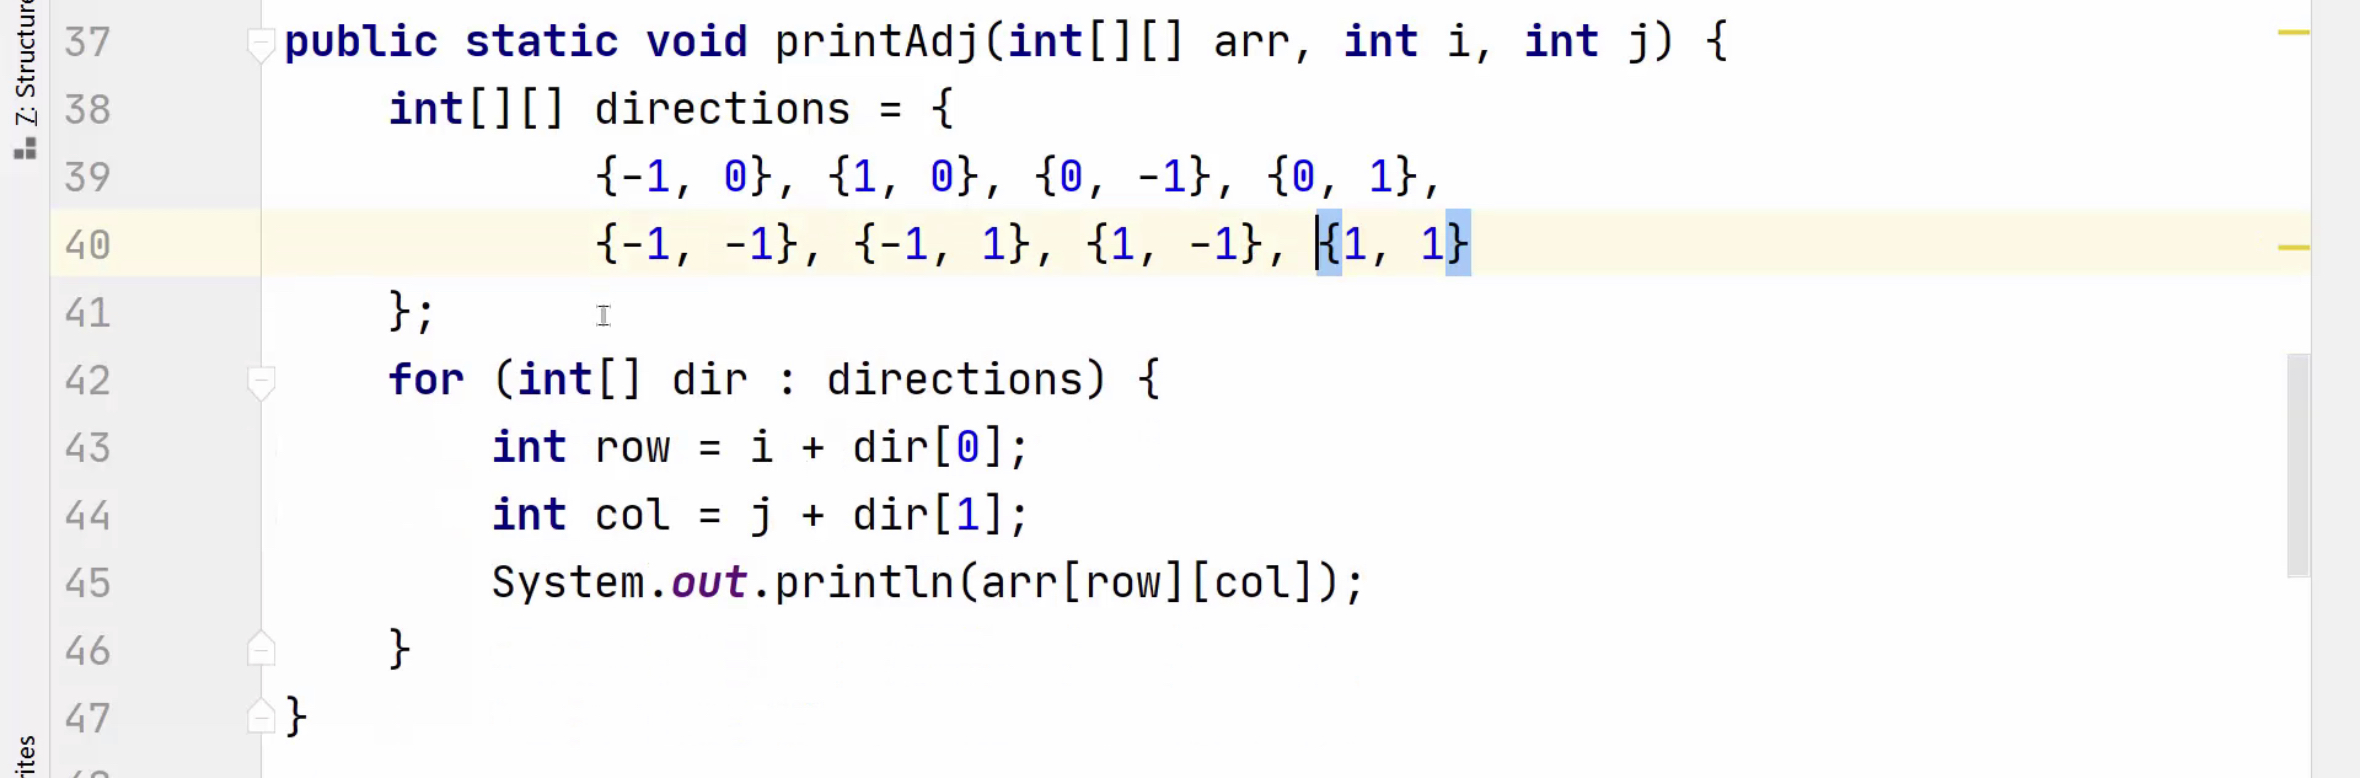 Z: Structure
37 public static void printAdj(int[][] arr, int i, int j) {
38     int[][] directions = {
39             {-1, 0}, {1, 0}, {0, -1}, {0, 1},
40             {-1, -1}, {-1, 1}, {1, -1}, {1, 1}
41     };
42     for (int[] dir : directions) {
43         int row = i + dir[0];
44         int col = j + dir[1];
45         System.out.println(arr[row][col]);
46     }
47 }